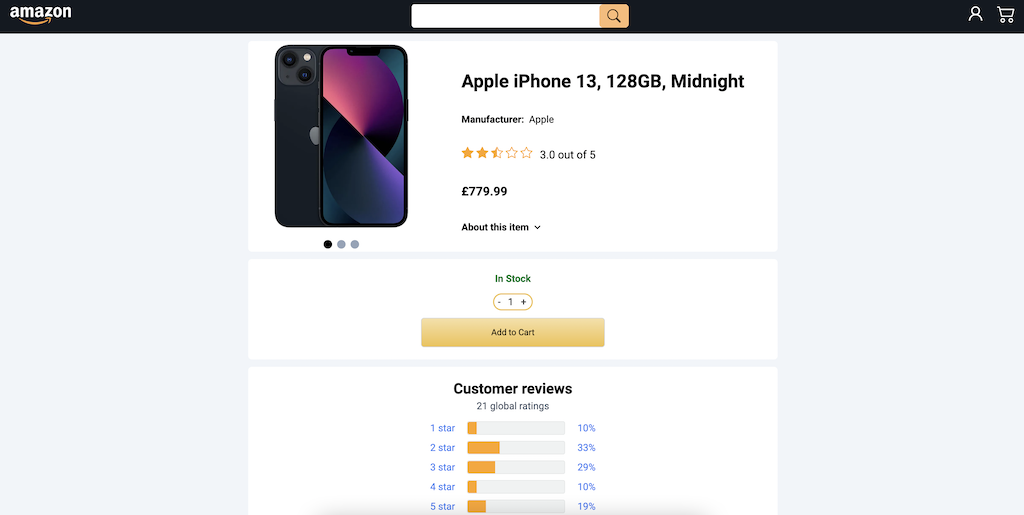 amazon
Apple iPhone 13, 128GB, Midnight
Manufacturer: Apple
3.0 out of 5
£779.99
About this item
In Stock
- 1 +
Add to Cart
Customer reviews
21 global ratings
1 star 10%
2 star 33%
3 star 29%
4 star 10%
5 star 19%